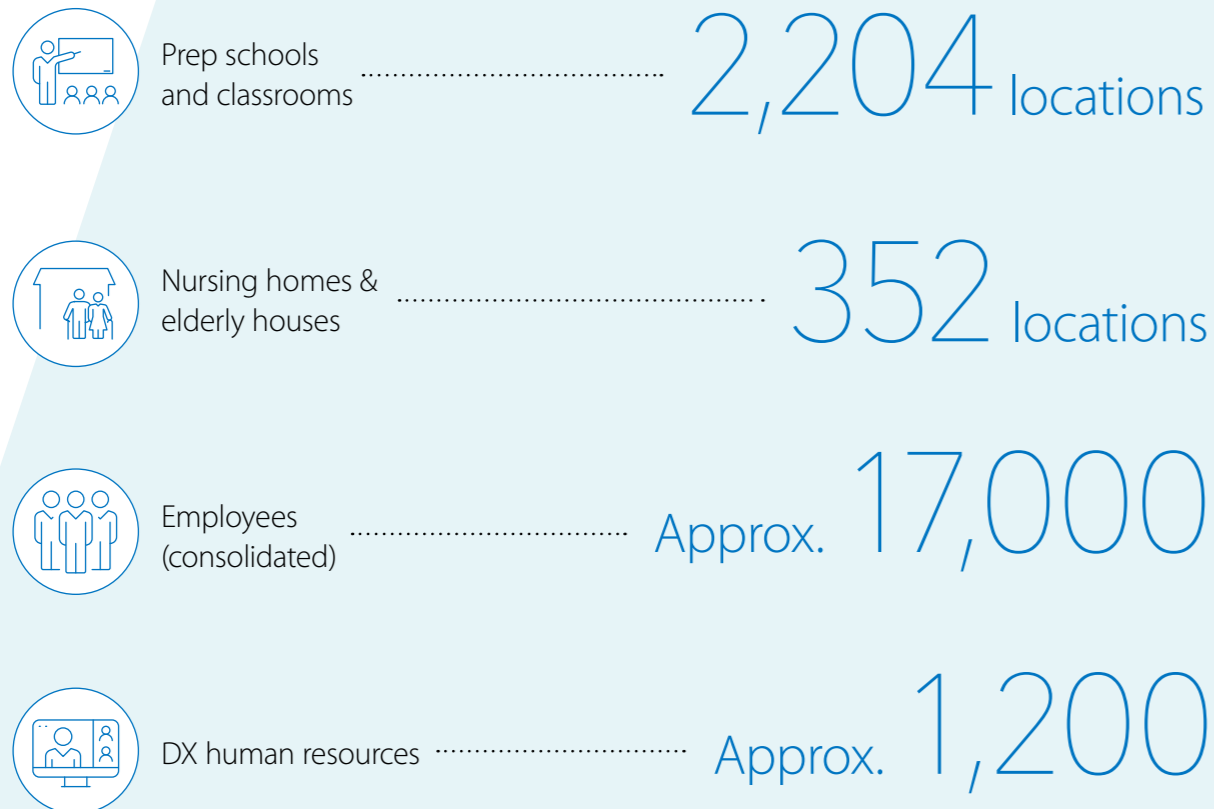 Prep schools
and classrooms
2,204 locations
Nursing homes &
elderly houses
352 locations
Employees
(consolidated)
Approx. 17,000
DX human resources
Approx. 1,200